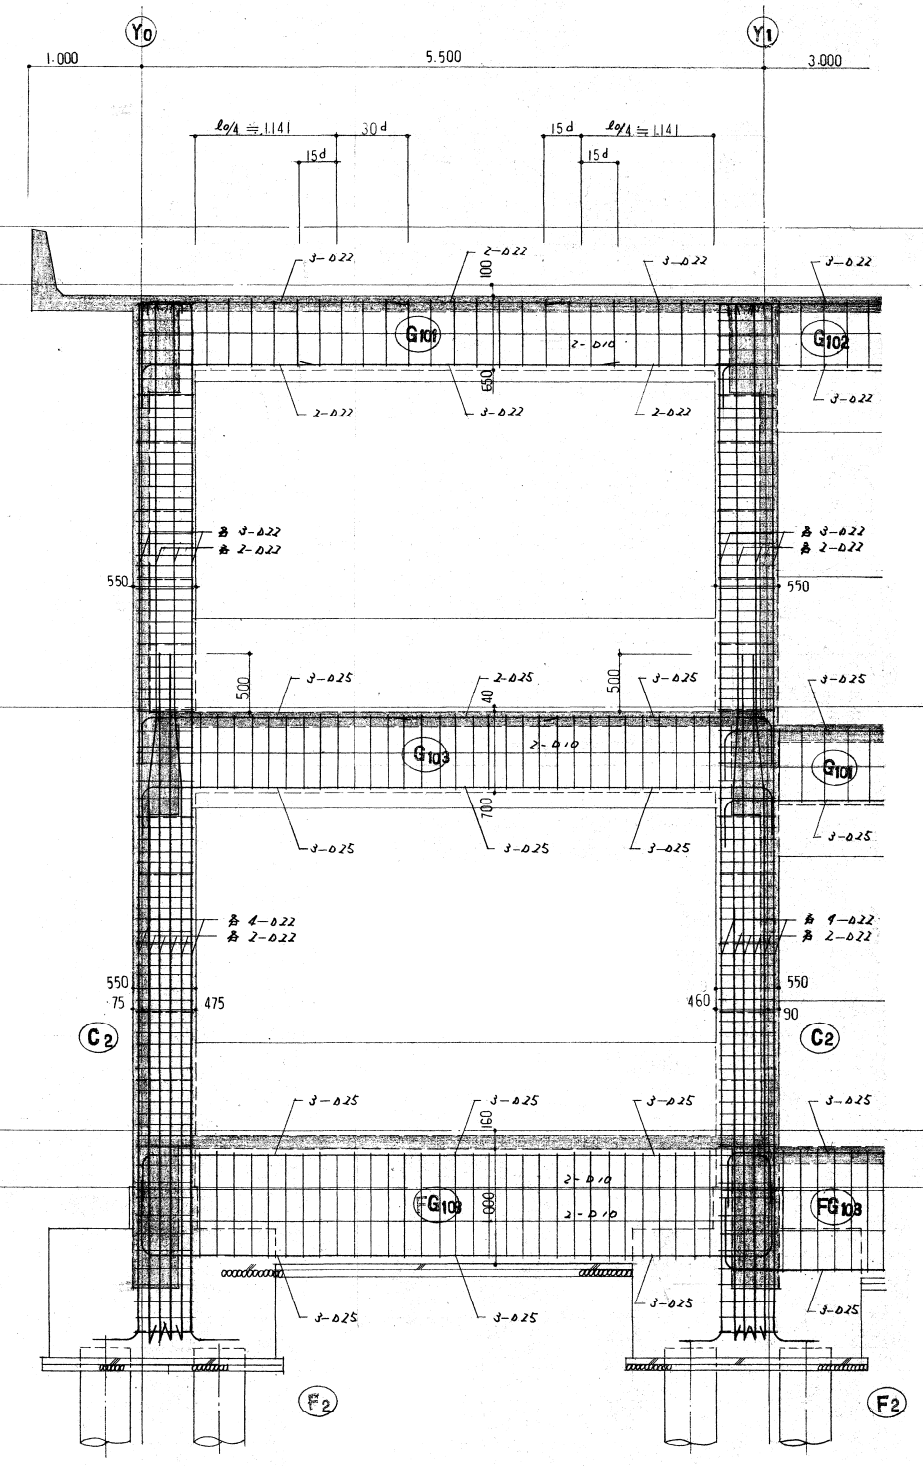 Y0 Y1
1.000 5.500 3.000
lo/4 ≒ 1.141 30d 15d lo/4 ≒ 1.141
15d 15d
3-D22 2-D22 100 3-D22 3-D22
G101 2-D10 G102
650
2-D22 3-D22 2-D22 3-D22
各 3-D22 各 3-D22
各 2-D22 各 2-D22
550 550
500 3-D25 2-D25 40 500 3-D25 3-D25
G103 2-D10 G101
700
3-D25 3-D25 3-D25 3-D25
各 4-D22 各 4-D22
各 2-D22 各 2-D22
550 550
75 475 460 90
C2 C2
3-D25 3-D25 160 3-D25 3-D25
2-D10
FG103 1000 FG103
2-D10
3-D25 3-D25 3-D25 3-D25
F2 F2